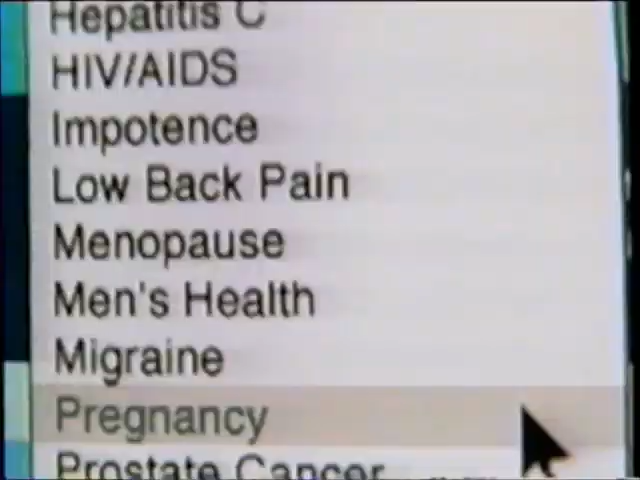 Hepatitis C
HIV/AIDS
Impotence
Low Back Pain
Menopause
Men's Health
Migraine
Pregnancy
Prostate Cancer